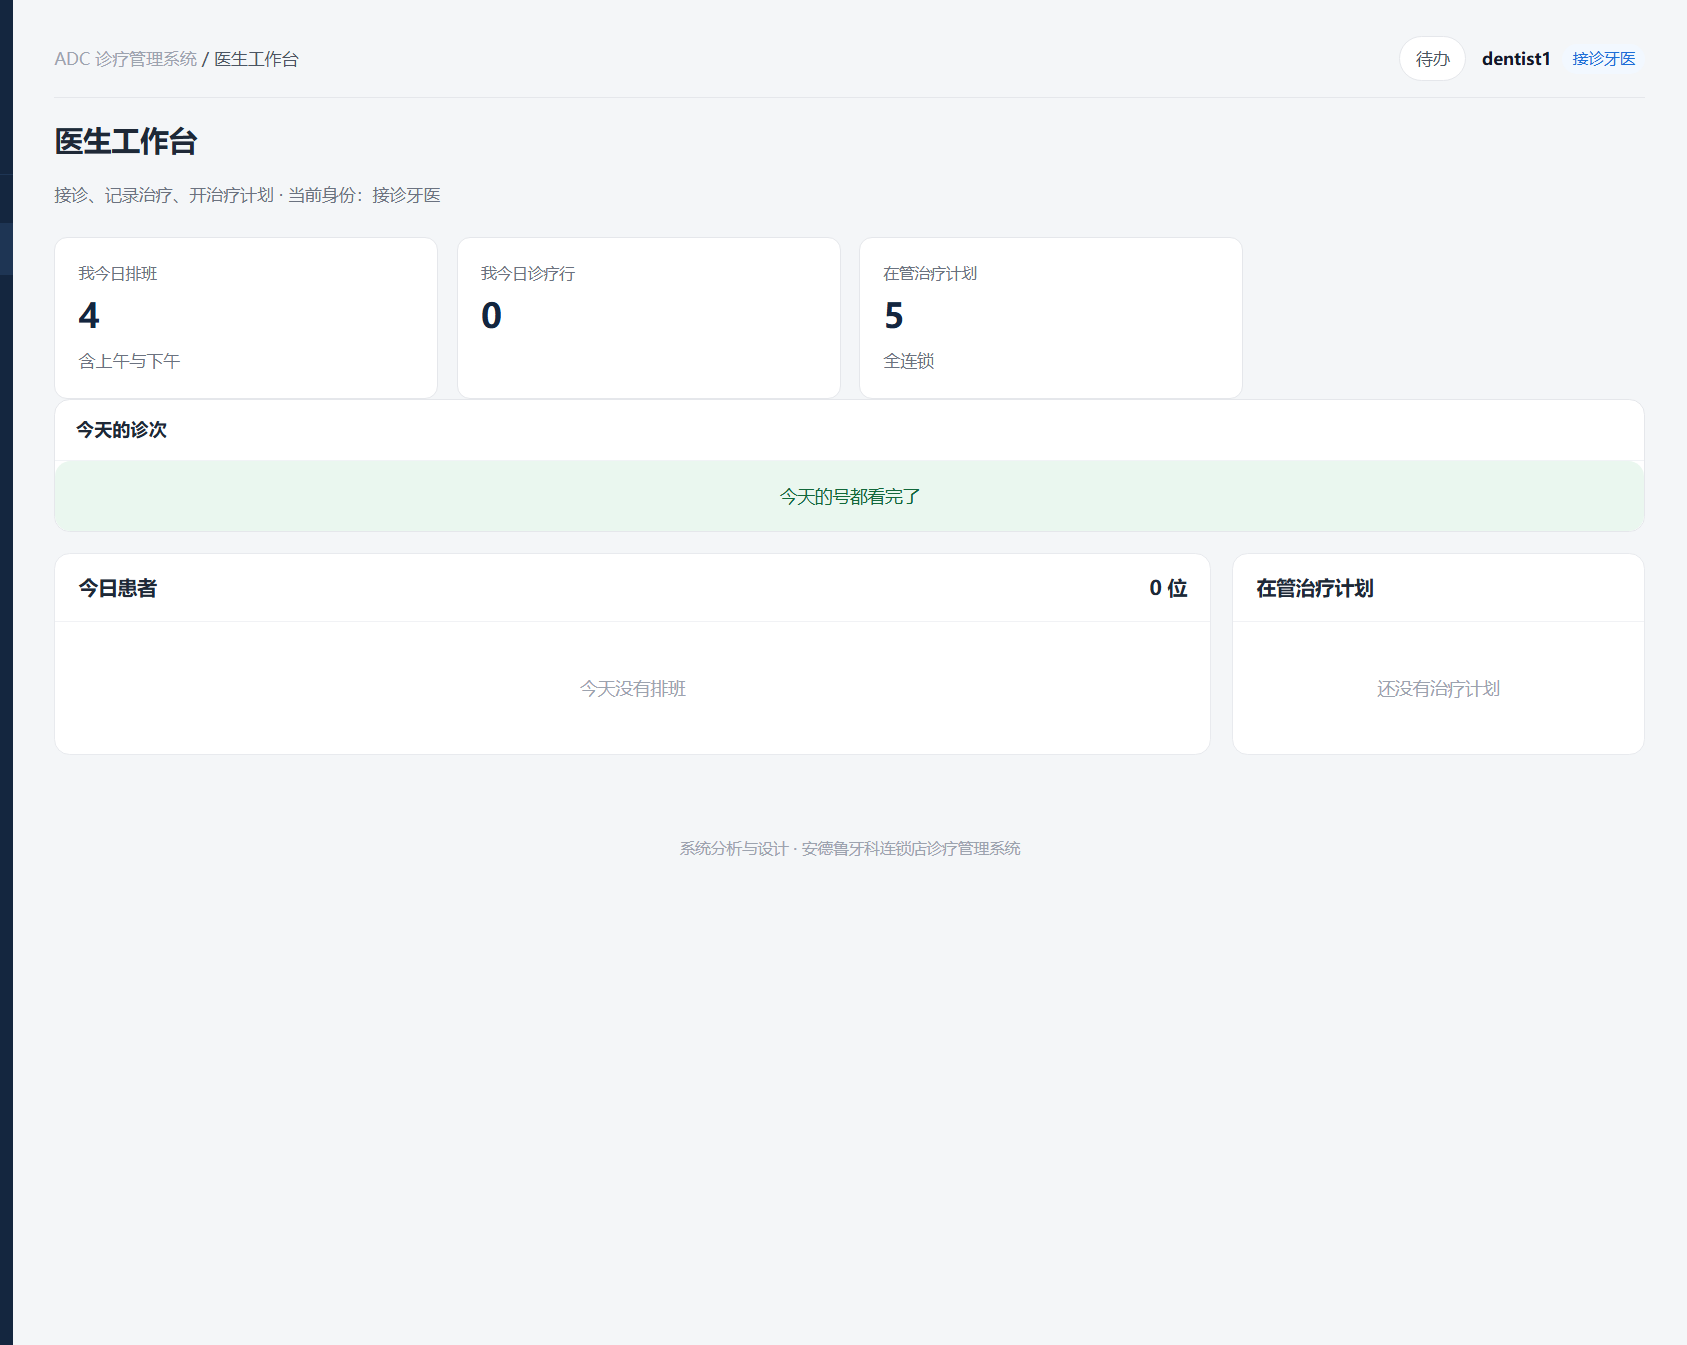 ADC 诊疗管理系统 / 医生工作台
待办
dentist1
接诊牙医
医生工作台
接诊、记录治疗、开治疗计划 · 当前身份：接诊牙医
我今日排班
4
含上午与下午
我今日诊疗行
0
在管治疗计划
5
全连锁
今天的诊次
今天的号都看完了
今日患者
0 位
今天没有排班
在管治疗计划
还没有治疗计划
系统分析与设计 · 安德鲁牙科连锁店诊疗管理系统